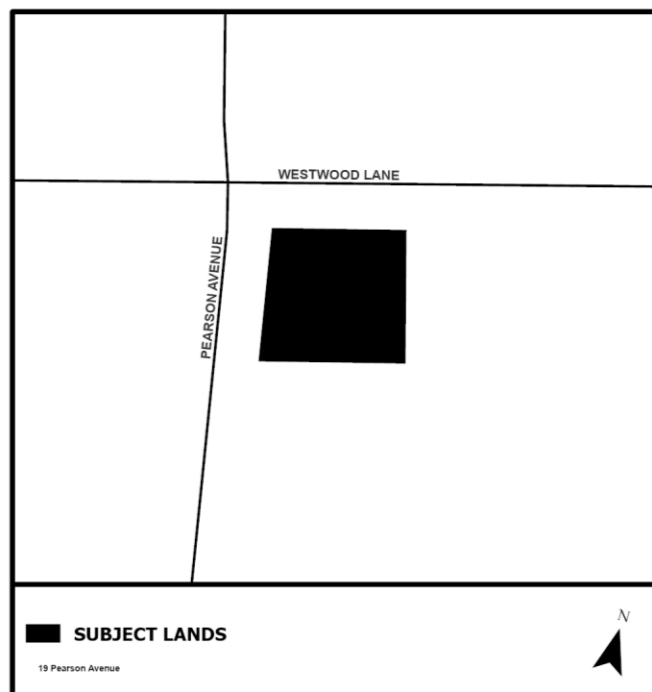 WESTWOOD LANE
PEARSON AVENUE
SUBJECT LANDS
N
19 Pearson Avenue